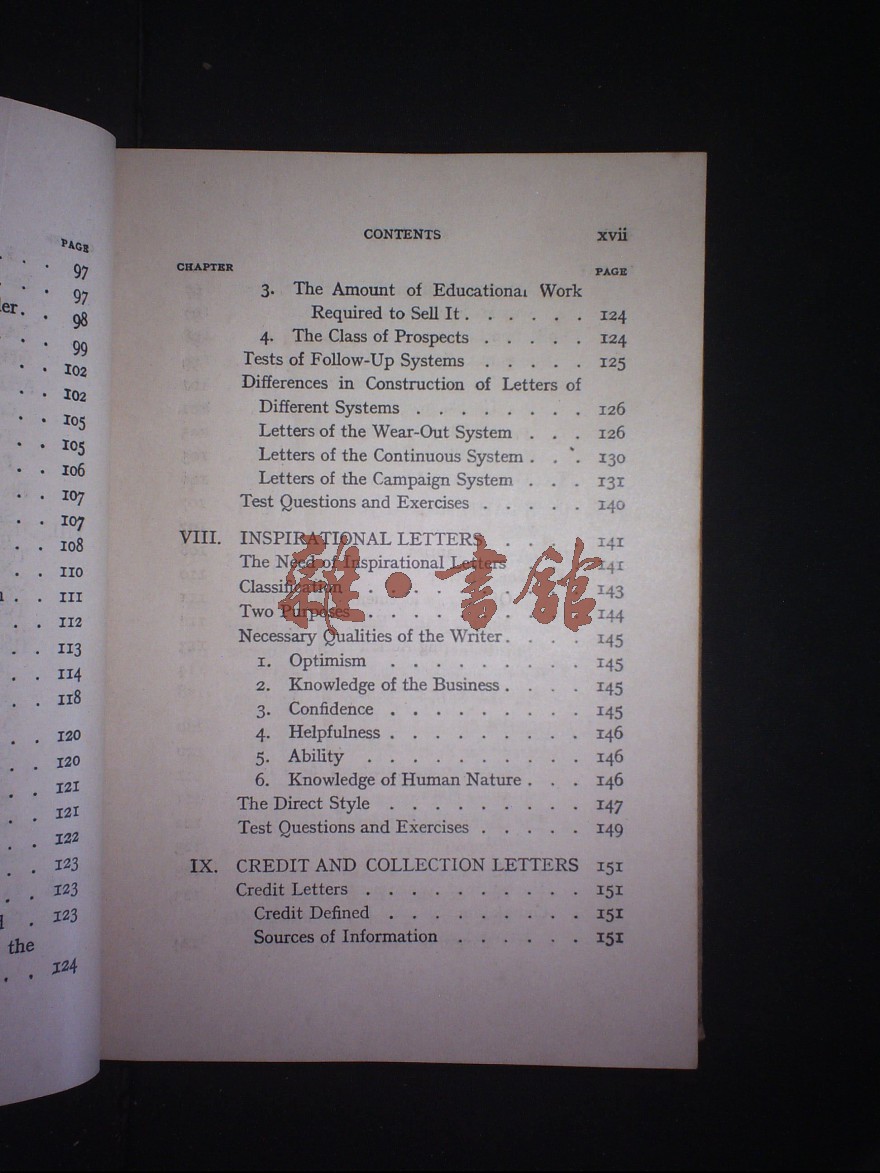 PAGE
. . . 97
. . . 97
er. . 98
. . 99
. . 102
. . 102
. . 105
. . 105
. . 106
. . 107
. . 107
. . 108
. . 110
. . 111
. . 112
. . 113
. . 114
. . 118
. . 120
. . 120
. . 121
. . 121
. . 122
. . 123
. . 123
. 123
the
. . 124
CONTENTS xvii
CHAPTER PAGE
3. The Amount of Educational Work
Required to Sell It . . . . . . 124
4. The Class of Prospects . . . . . 124
Tests of Follow-Up Systems . . . . . 125
Differences in Construction of Letters of
Different Systems . . . . . . . . 126
Letters of the Wear-Out System . . . 126
Letters of the Continuous System . . . 130
Letters of the Campaign System . . . 131
Test Questions and Exercises . . . . . 140
VIII. INSPIRATIONAL LETTERS . . . . 141
The Need of Inspirational Letters . . . 141
Classification . . . . . . . . . . 143
Two Purposes . . . . . . . . . . 144
Necessary Qualities of the Writer . . . . 145
1. Optimism . . . . . . . . . 145
2. Knowledge of the Business . . . . 145
3. Confidence . . . . . . . . . 145
4. Helpfulness . . . . . . . . . 146
5. Ability . . . . . . . . . . 146
6. Knowledge of Human Nature . . . 146
The Direct Style . . . . . . . . . 147
Test Questions and Exercises . . . . . 149
IX. CREDIT AND COLLECTION LETTERS 151
Credit Letters . . . . . . . . . . 151
Credit Defined . . . . . . . . . 151
Sources of Information . . . . . . 151
雜·書館